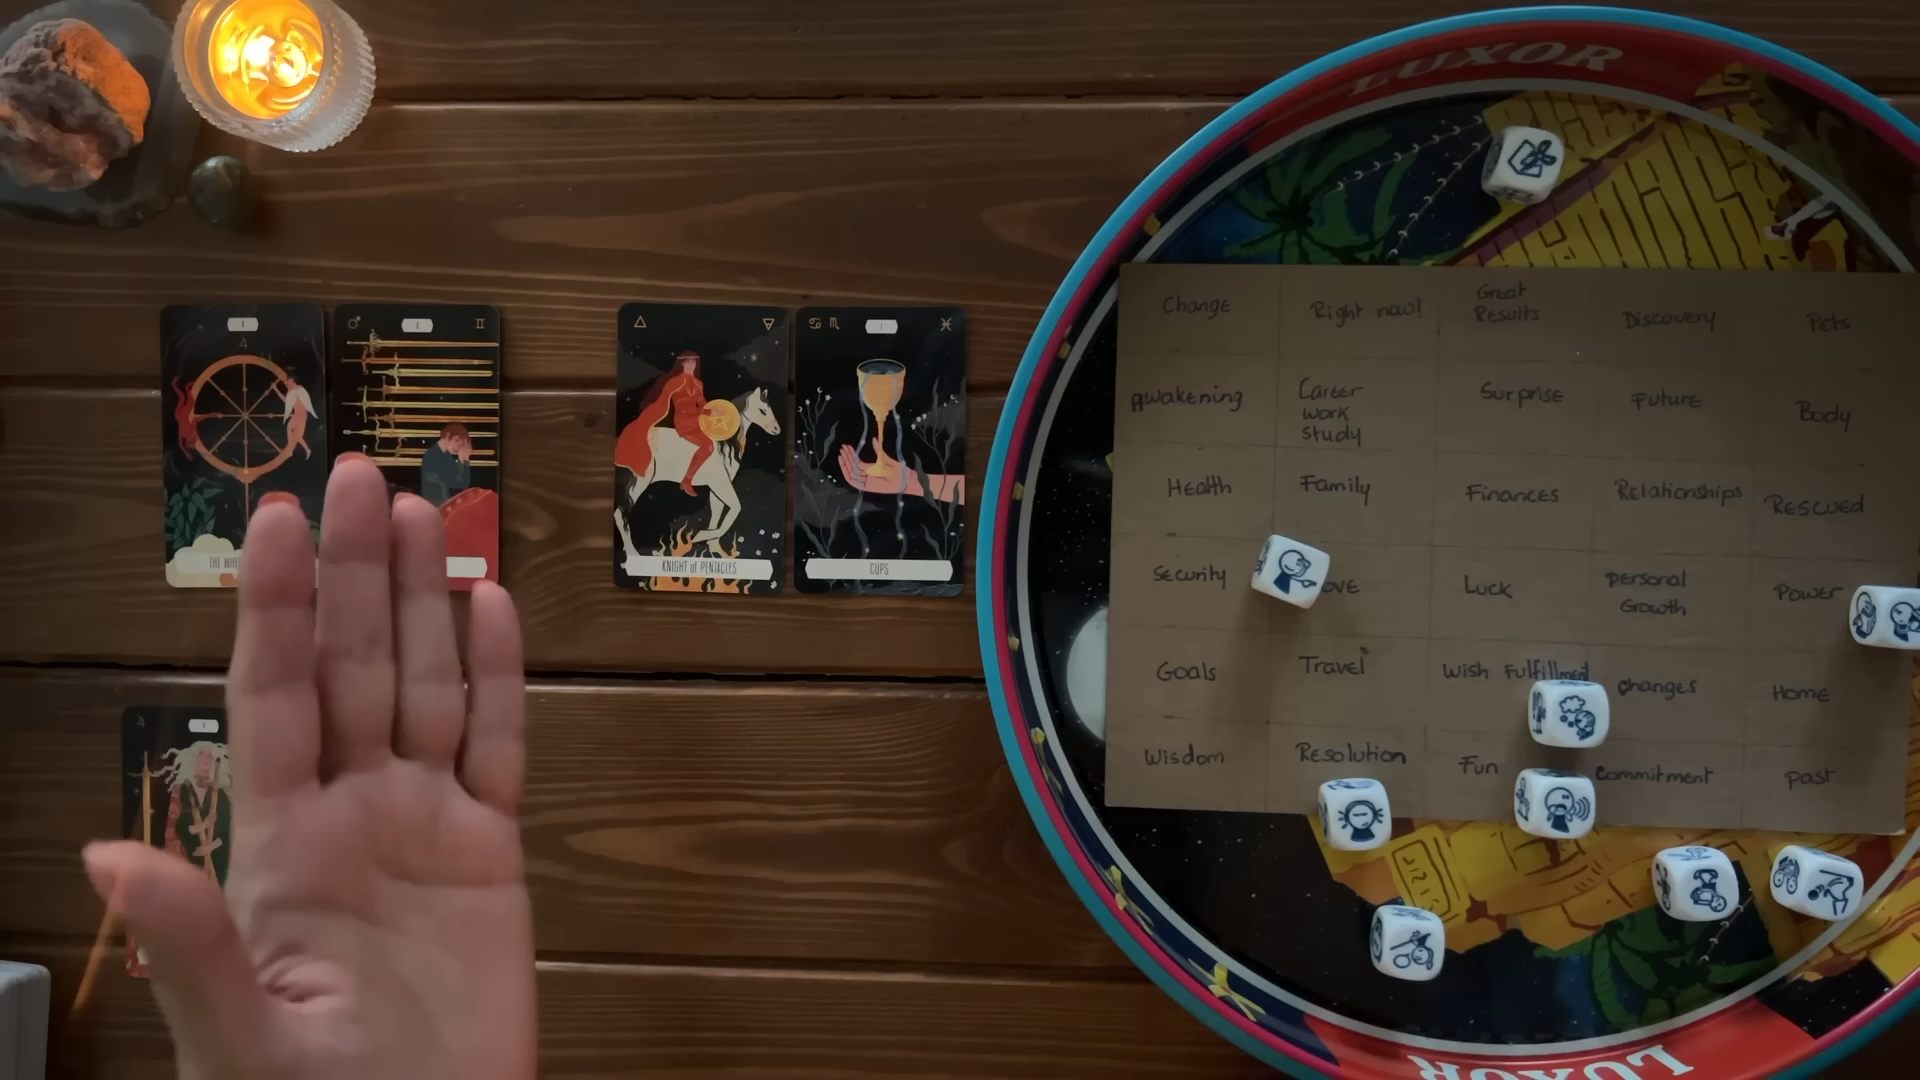 LUXOR
KNIGHT of PENTACLES
CUPS
Change
Right now!
Great
Results
Discovery
Pets
Awakening
Career
work
study
Surprise
Future
Body
Health
Family
Finances
Relationships
RESCUED
Security
Luck
personal
Growth
Power
Goals
Travel
Wish Fulfillment
changes
Home
Wisdom
Resolution
Fun
commitment
past
LUXOR